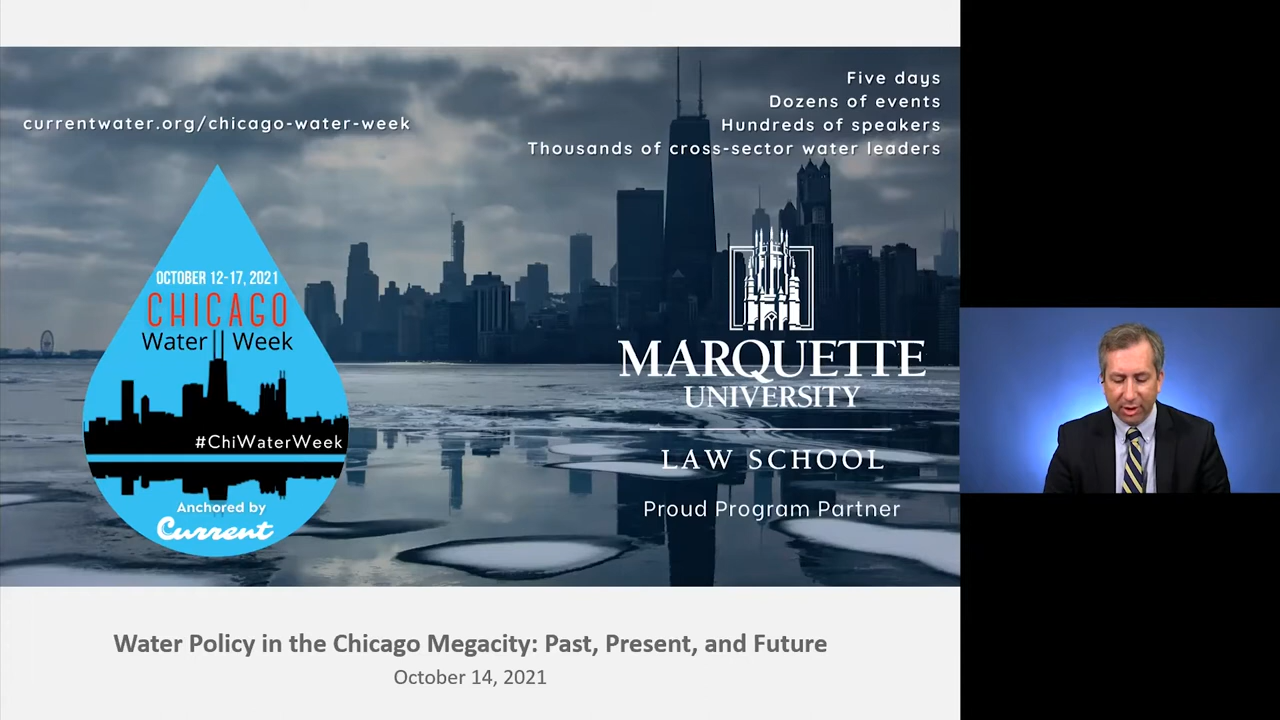 currentwater.org/chicago-water-week
Five days
Dozens of events
Hundreds of speakers
Thousands of cross-sector water leaders
OCTOBER 12-17, 2021
CHICAGO
Water Week
#ChiWaterWeek
Anchored by
Current
MARQUETTE
UNIVERSITY
LAW SCHOOL
Proud Program Partner
Water Policy in the Chicago Megacity: Past, Present, and Future
October 14, 2021